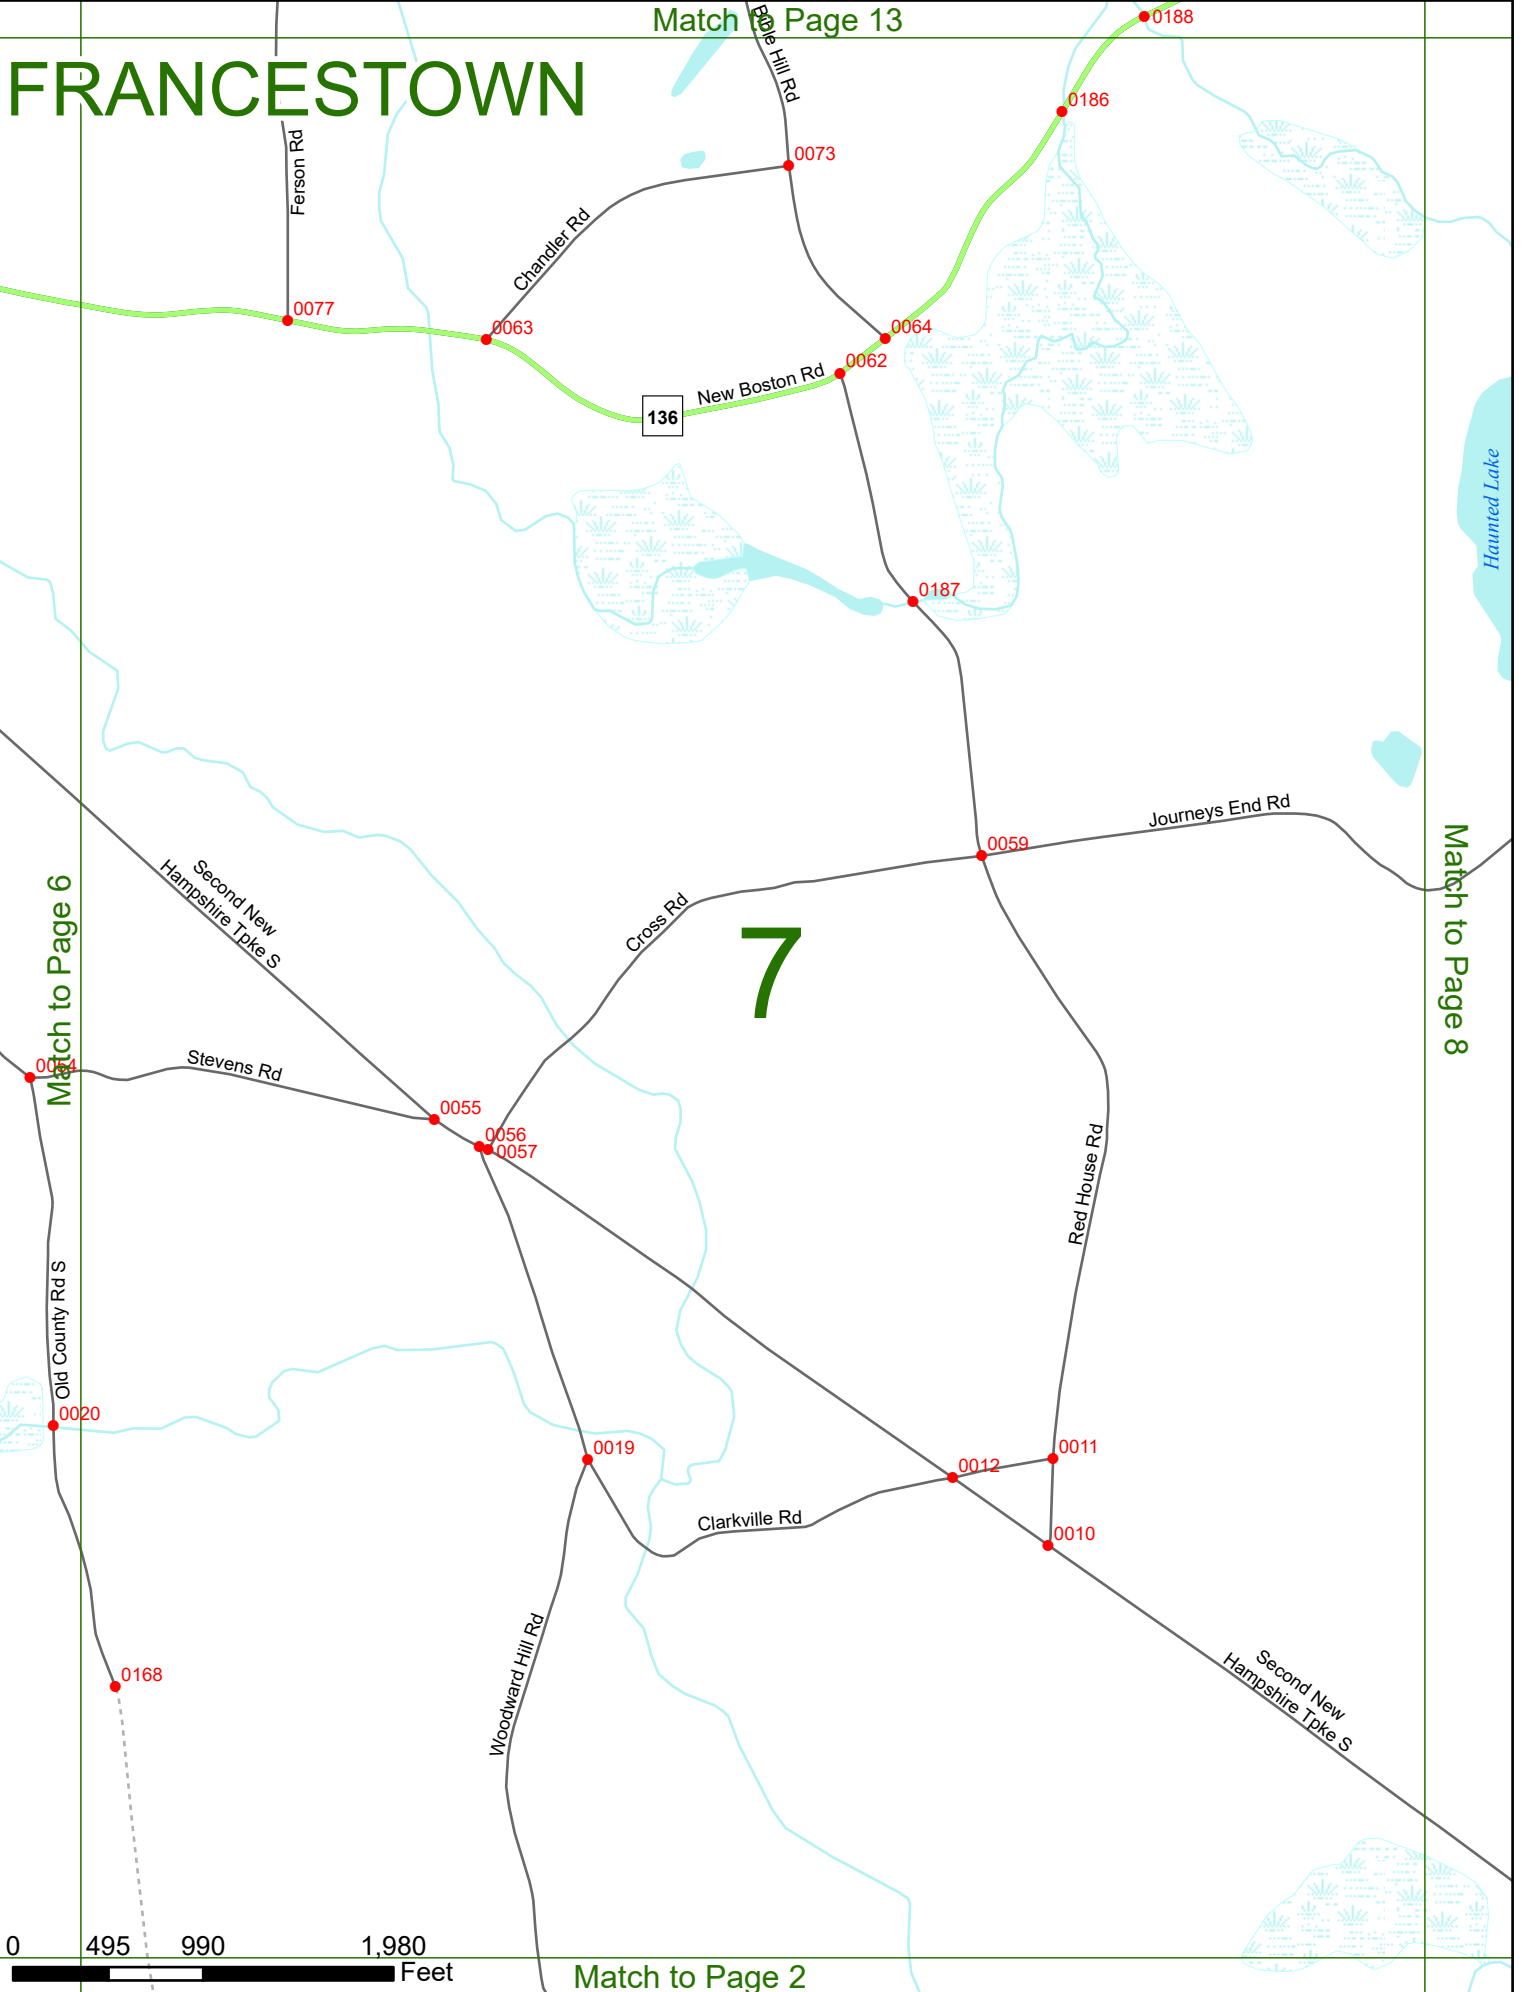 Match to Page 13
0188
FRANCESTOWN
Bible Hill Rd
0186
Ferson Rd
0073
Chandler Rd
0077
0063
0064
0062
New Boston Rd
136
Haunted Lake
0187
Journeys End Rd
0059
Second New
Hampshire Tpke S
Cross Rd
7
Match to Page 6
Match to Page 8
0054
Stevens Rd
0055
0056
0057
Red House Rd
Old County Rd S
0020
0019
0011
0012
Clarkville Rd
0010
Woodward Hill Rd
0168
Second New
Hampshire Tpke S
0 495 990 1,980
Feet
Match to Page 2